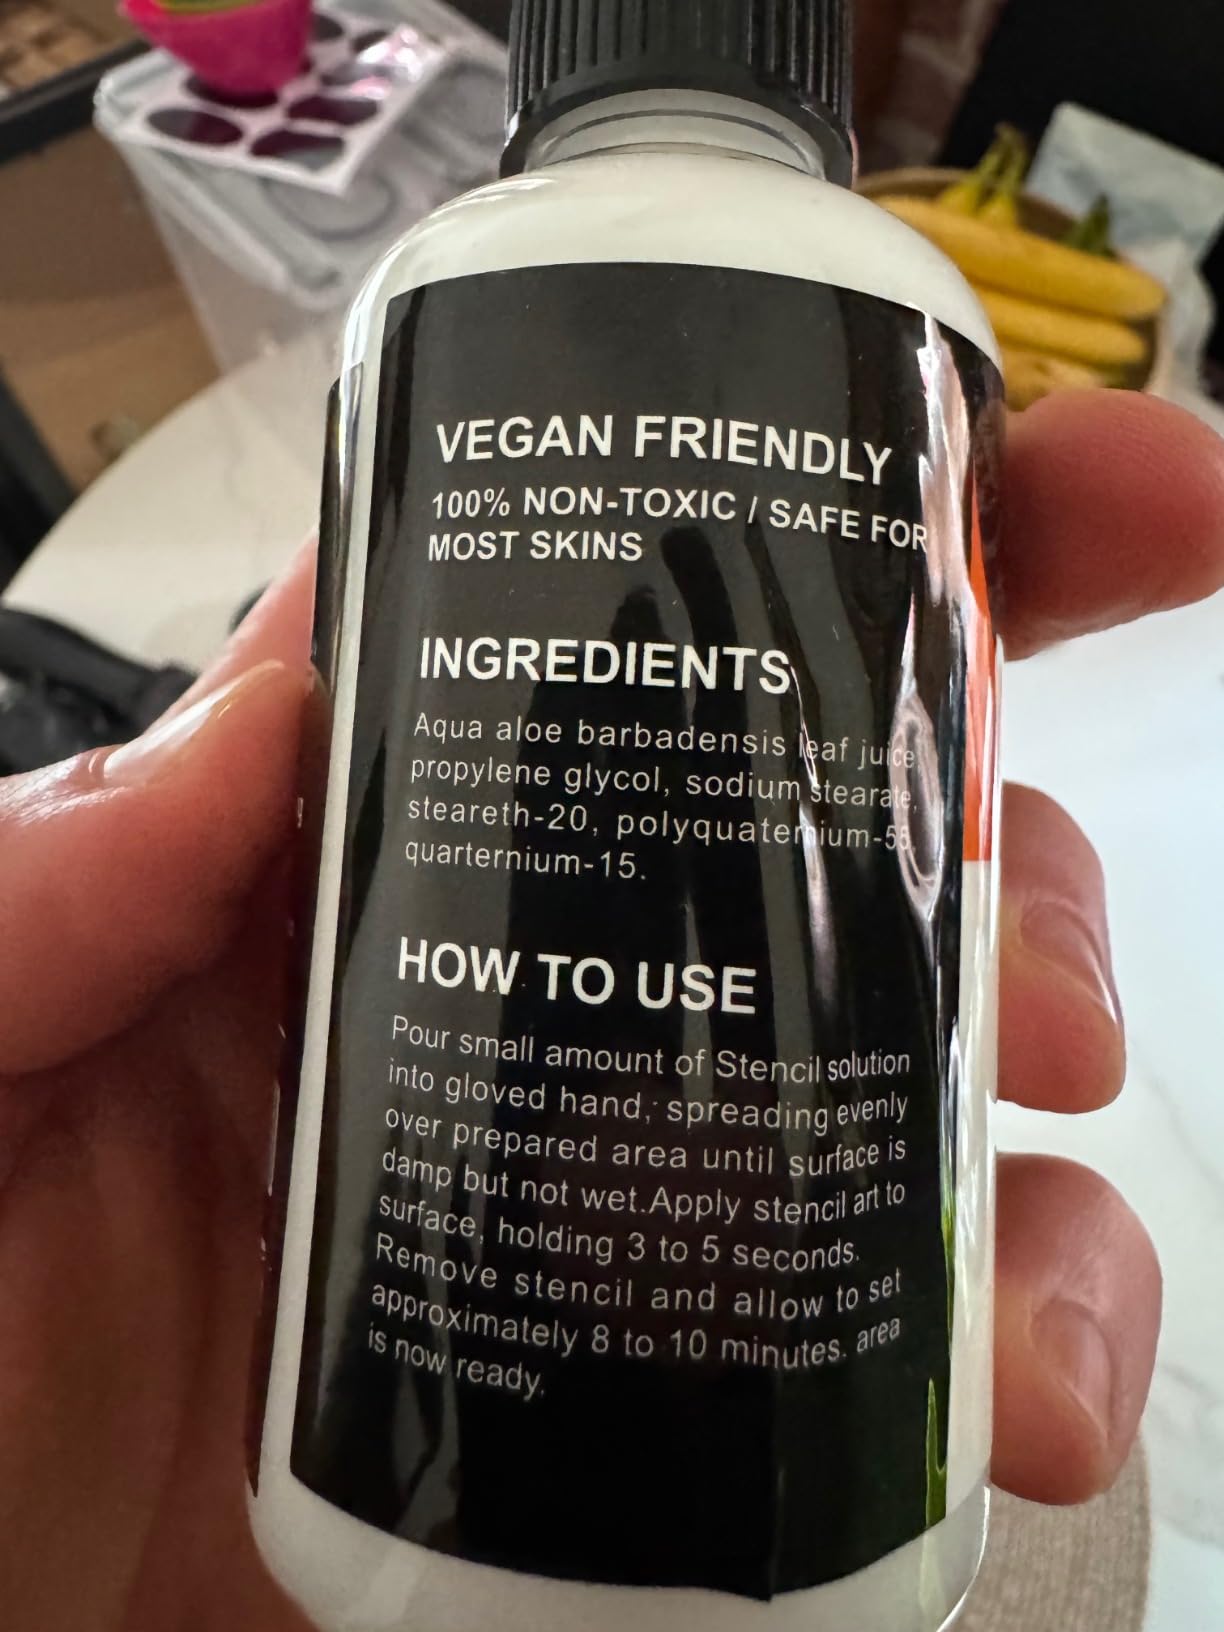 VEGAN FRIENDLY
100% NON-TOXIC / SAFE FOR
MOST SKINS
INGREDIENTS
Aqua aloe barbadensis leaf juice,
propylene glycol, sodium stearate,
steareth-20, polyquaternium-55,
quarternium-15.
HOW TO USE
Pour small amount of Stencil solution
into gloved hand, spreading evenly
over prepared area until surface is
damp but not wet.Apply stencil art to
surface, holding 3 to 5 seconds.
Remove stencil and allow to set
approximately 8 to 10 minutes. area
is now ready.